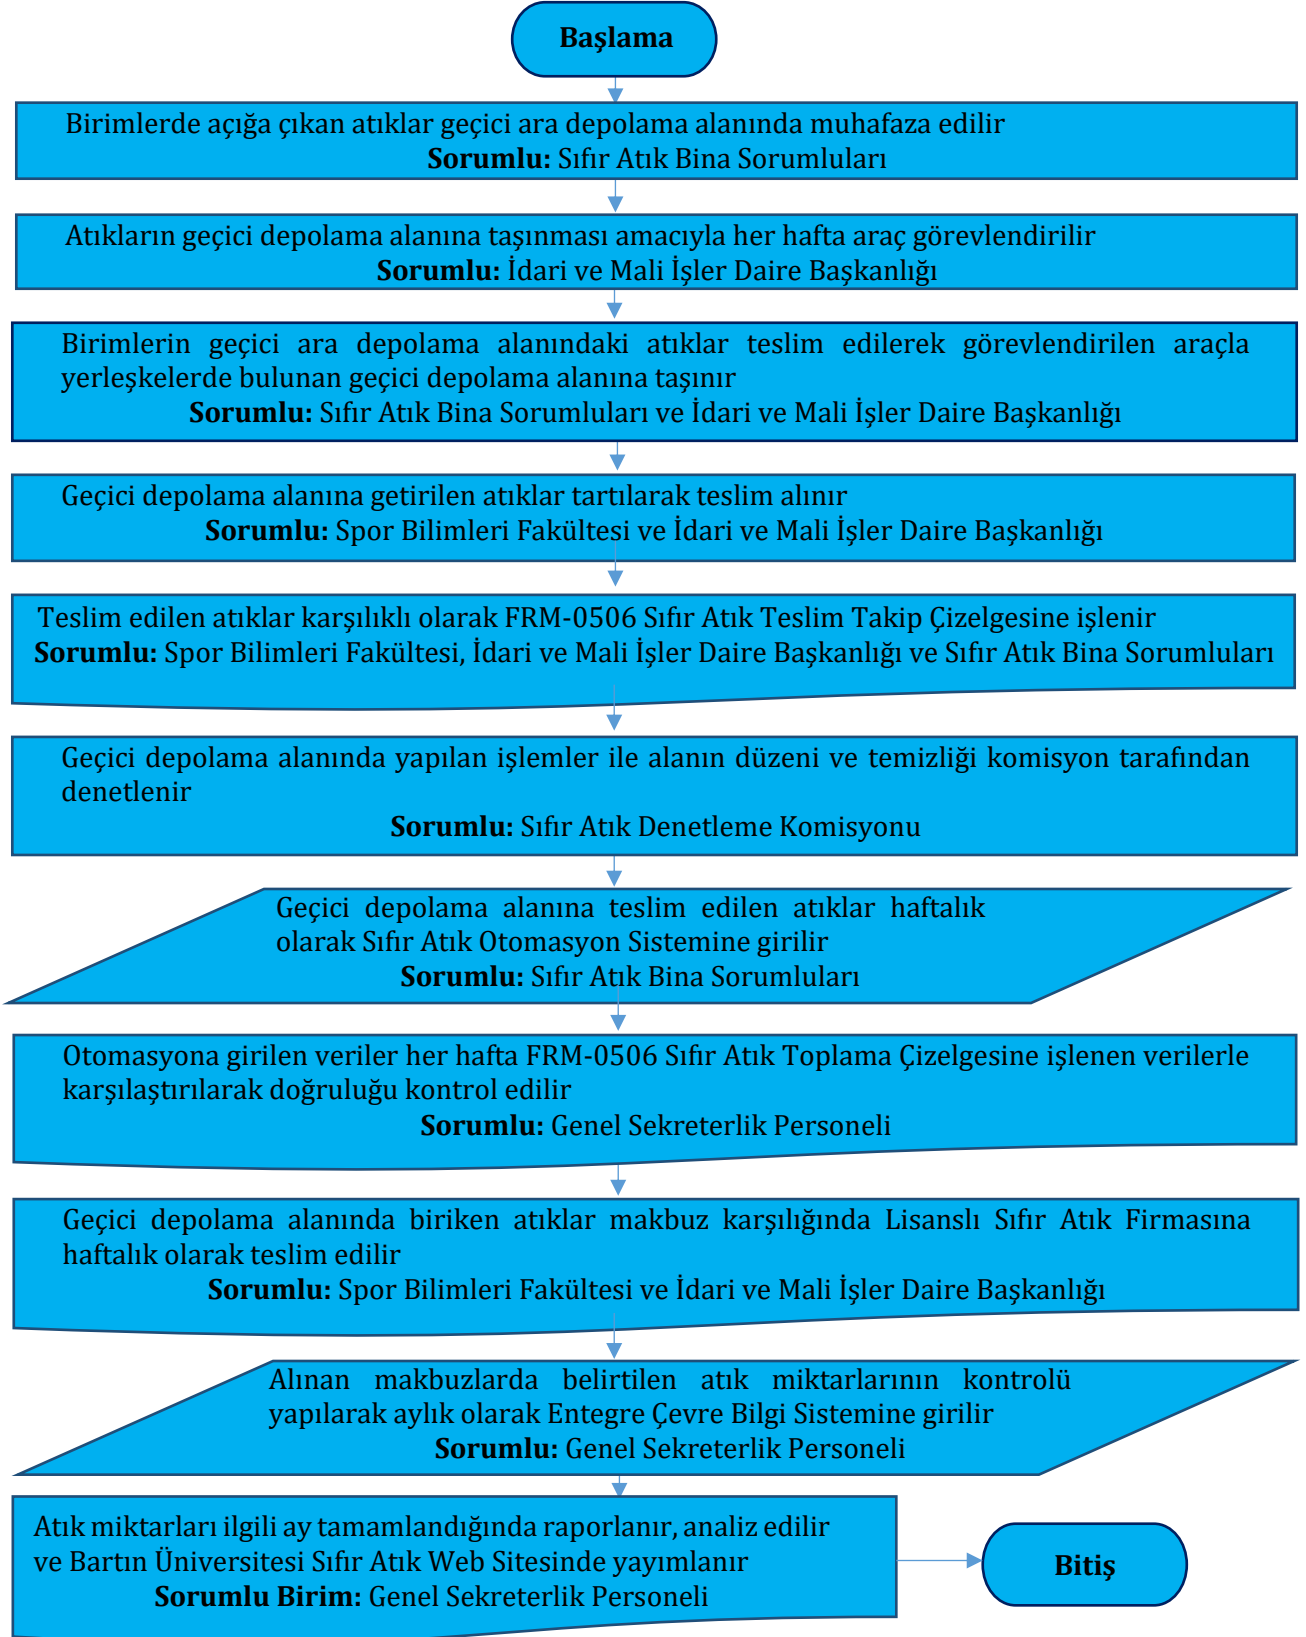 Başlama
Birimlerde açığa çıkan atıklar geçici ara depolama alanında muhafaza edilir
Sorumlu: Sıfır Atık Bina Sorumluları
Atıkların geçici depolama alanına taşınması amacıyla her hafta araç görevlendirilir
Sorumlu: İdari ve Mali İşler Daire Başkanlığı
Birimlerin geçici ara depolama alanındaki atıklar teslim edilerek görevlendirilen araçla
yerleşkelerde bulunan geçici depolama alanına taşınır
Sorumlu: Sıfır Atık Bina Sorumluları ve İdari ve Mali İşler Daire Başkanlığı
Geçici depolama alanına getirilen atıklar tartılarak teslim alınır
Sorumlu: Spor Bilimleri Fakültesi ve İdari ve Mali İşler Daire Başkanlığı
Teslim edilen atıklar karşılıklı olarak FRM-0506 Sıfır Atık Teslim Takip Çizelgesine işlenir
Sorumlu: Spor Bilimleri Fakültesi, İdari ve Mali İşler Daire Başkanlığı ve Sıfır Atık Bina Sorumluları
Geçici depolama alanında yapılan işlemler ile alanın düzeni ve temizliği komisyon tarafından
denetlenir
Sorumlu: Sıfır Atık Denetleme Komisyonu
Geçici depolama alanına teslim edilen atıklar haftalık
olarak Sıfır Atık Otomasyon Sistemine girilir
Sorumlu: Sıfır Atık Bina Sorumluları
Otomasyona girilen veriler her hafta FRM-0506 Sıfır Atık Toplama Çizelgesine işlenen verilerle
karşılaştırılarak doğruluğu kontrol edilir
Sorumlu: Genel Sekreterlik Personeli
Geçici depolama alanında biriken atıklar makbuz karşılığında Lisanslı Sıfır Atık Firmasına
haftalık olarak teslim edilir
Sorumlu: Spor Bilimleri Fakültesi ve İdari ve Mali İşler Daire Başkanlığı
Alınan makbuzlarda belirtilen atık miktarlarının kontrolü
yapılarak aylık olarak Entegre Çevre Bilgi Sistemine girilir
Sorumlu: Genel Sekreterlik Personeli
Atık miktarları ilgili ay tamamlandığında raporlanır, analiz edilir
ve Bartın Üniversitesi Sıfır Atık Web Sitesinde yayımlanır
Sorumlu Birim: Genel Sekreterlik Personeli
Bitiş